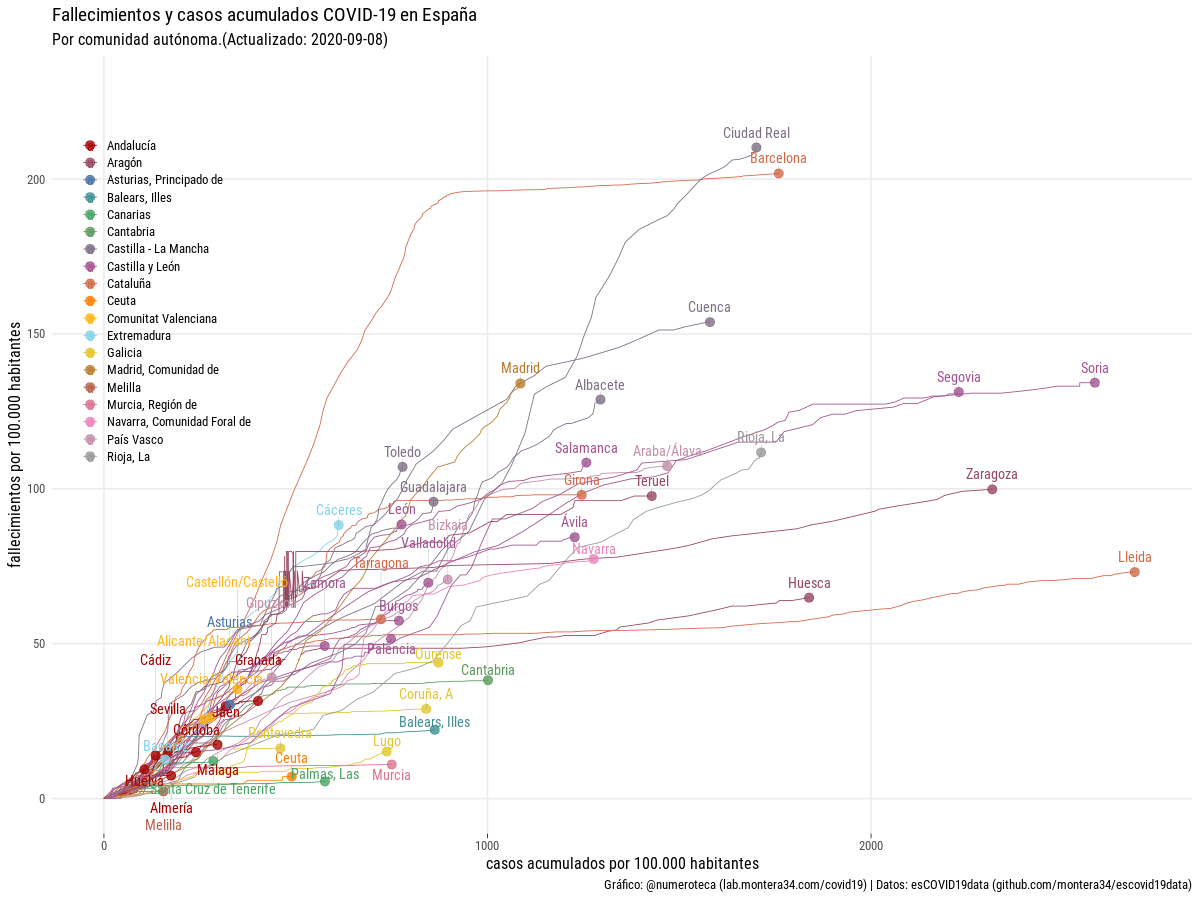 Fallecimientos y casos acumulados COVID-19 en España
Por comunidad autónoma.(Actualizado: 2020-09-08)
fallecimientos por 100.000 habitantes
200
150
100
50
0
Andalucía
Aragón
Asturias, Principado de
Balears, Illes
Canarias
Cantabria
Castilla - La Mancha
Castilla y León
Cataluña
Ceuta
Comunitat Valenciana
Extremadura
Galicia
Madrid, Comunidad de
Melilla
Murcia, Región de
Navarra, Comunidad Foral de
País Vasco
Rioja, La
Ciudad Real
Barcelona
Cuenca
Madrid
Albacete
Soria
Segovia
Rioja, La
Toledo
Salamanca
Araba/Álava
Guadalajara
Girona
Teruel
Zaragoza
Cáceres
León
Bizkaia
Ávila
Valladolid
Navarra
Tarragona
Lleida
Castellón/Castelló
Zamora
Huesca
Gipuzkoa
Burgos
Asturias
Alicante/Alacant
Palencia
Ourense
Cádiz
Granada
Valencia/València
Cantabria
Sevilla
Jaén
Coruña, A
Córdoba
Pontevedra
Balears, Illes
Badajoz
Lugo
Ceuta
Málaga
Palmas, Las
Murcia
Huelva
Santa Cruz de Tenerife
Almería
Melilla
0
1000
2000
casos acumulados por 100.000 habitantes
Gráfico: @numeroteca (lab.montera34.com/covid19) | Datos: esCOVID19data (github.com/montera34/escovid19data)